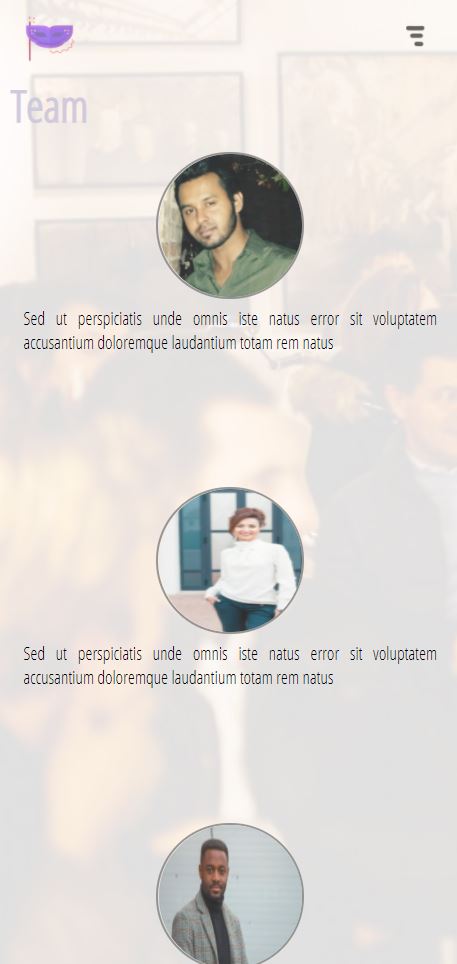 Team
Sed ut perspiciatis unde omnis iste natus error sit voluptatem
accusantium doloremque laudantium totam rem natus
Sed ut perspiciatis unde omnis iste natus error sit voluptatem
accusantium doloremque laudantium totam rem natus